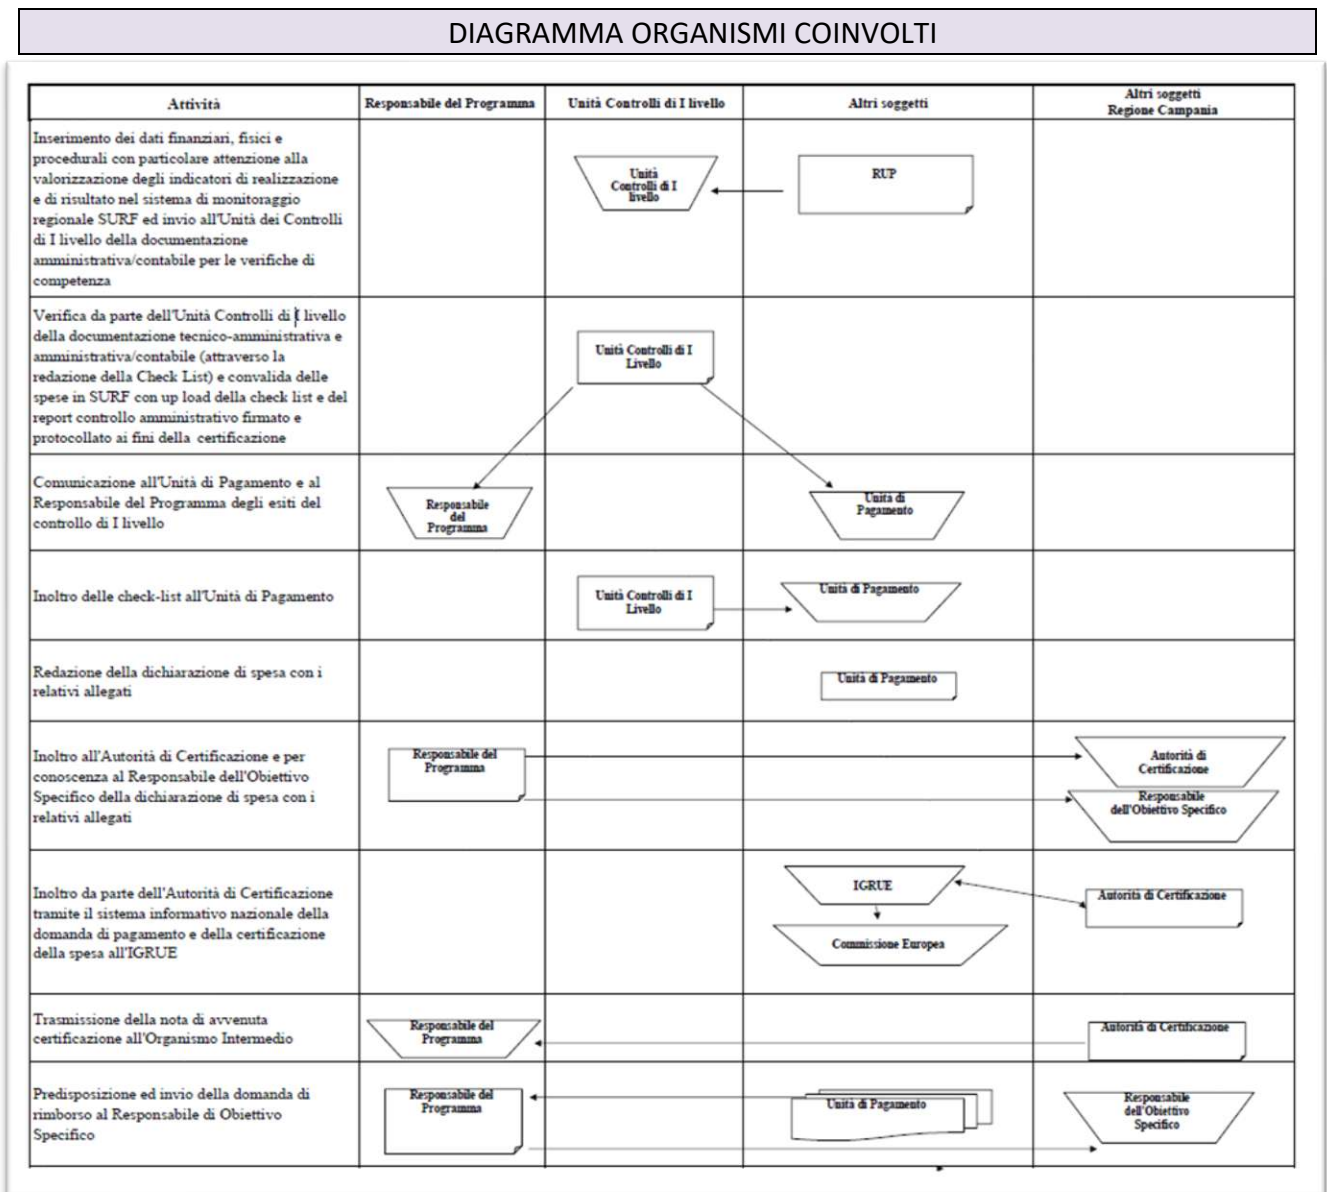 DIAGRAMMA ORGANISMI COINVOLTI
Attività
Responsabile del Programma
Unità Controlli di I livello
Altri soggetti
Altri soggetti
Regione Campania
Inserimento dei dati finanziari, fisici e
procedurali con particolare attenzione alla
valorizzazione degli indicatori di realizzazione
e di risultato nel sistema di monitoraggio
regionale SURF ed invio all'Unità dei Controlli
di I livello della documentazione
amministrativa/contabile per le verifiche di
competenza
Unità
Controlli di I
livello
RUP
Verifica da parte dell'Unità Controlli di I livello
della documentazione tecnico-amministrativa e
amministrativa/contabile (attraverso la
redazione della Check List) e convalida delle
spese in SURF con up load della check list e del
report controllo amministrativo firmato e
protocollato ai fini della certificazione
Unità Controlli di I
Livello
Comunicazione all'Unità di Pagamento e al
Responsabile del Programma degli esiti del
controllo di I livello
Responsabile
del
Programma
Unità di
Pagamento
Inoltro delle check-list all'Unità di Pagamento
Unità Controlli di I
Livello
Unità di Pagamento
Redazione della dichiarazione di spesa con i
relativi allegati
Unità di Pagamento
Inoltro all'Autorità di Certificazione e per
conoscenza al Responsabile dell'Obiettivo
Specifico della dichiarazione di spesa con i
relativi allegati
Responsabile del
Programma
Autorità di
Certificazione
Responsabile
dell'Obiettivo Specifico
Inoltro da parte dell'Autorità di Certificazione
tramite il sistema informativo nazionale della
domanda di pagamento e della certificazione
della spesa all'IGRUE
IGRUE
Commissione Europea
Autorità di Certificazione
Trasmissione della nota di avvenuta
certificazione all'Organismo Intermedio
Responsabile del
Programma
Autorità di Certificazione
Predisposizione ed invio della domanda di
rimborso al Responsabile di Obiettivo
Specifico
Responsabile del
Programma
Unità di Pagamento
Responsabile
dell'Obiettivo
Specifico